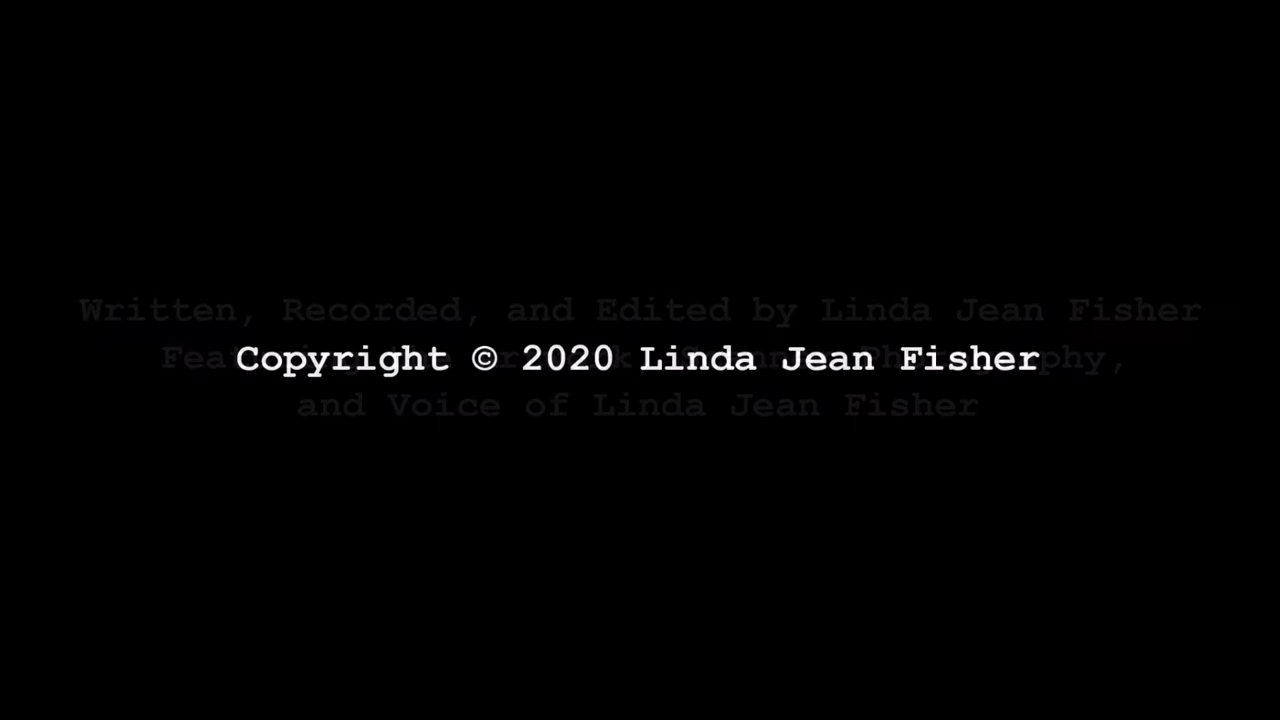 Written, Recorded, and Edited by Linda Jean Fisher
Copyright © 2020 Linda Jean Fisher
and Voice of Linda Jean Fisher